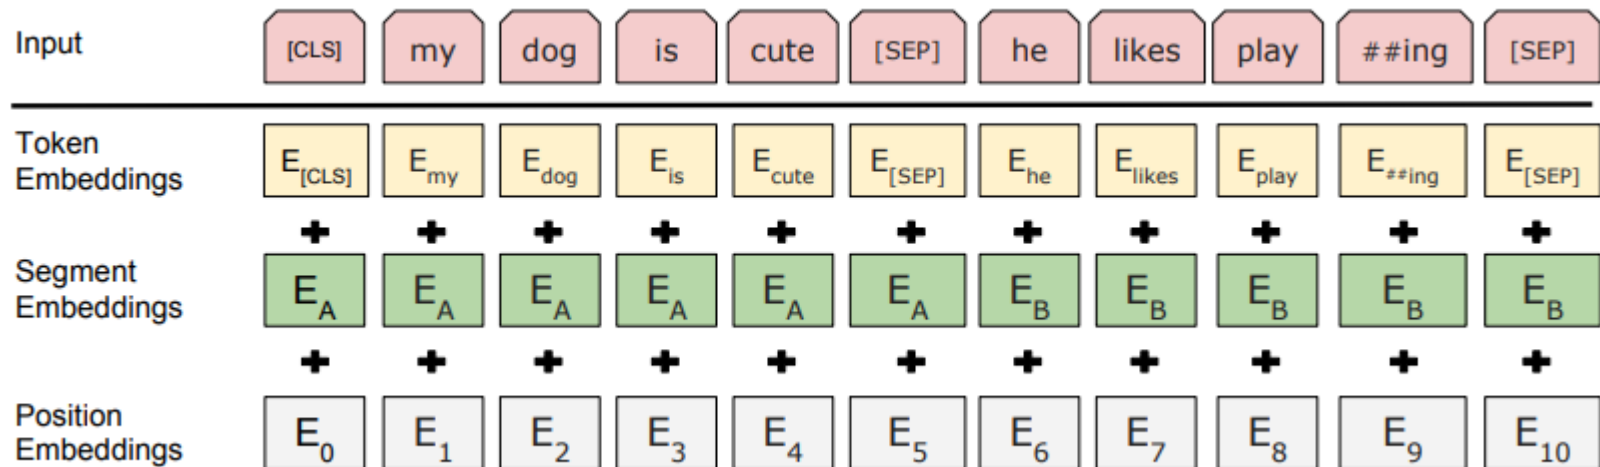 Input [CLS] my dog is cute [SEP] he likes play ##ing [SEP]
Token
Embeddings E[CLS] Emy Edog Eis Ecute E[SEP] Ehe Elikes Eplay E##ing E[SEP]
+ + + + + + + + + + +
Segment
Embeddings EA EA EA EA EA EA EB EB EB EB EB
+ + + + + + + + + + +
Position
Embeddings E0 E1 E2 E3 E4 E5 E6 E7 E8 E9 E10